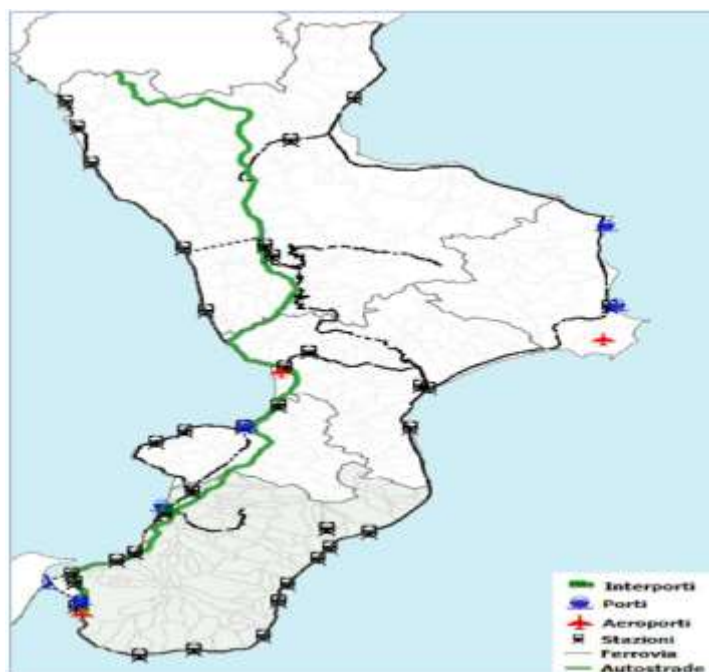 Interporti
Porti
Aeroporti
Stazioni
Ferrovia
Autostrade